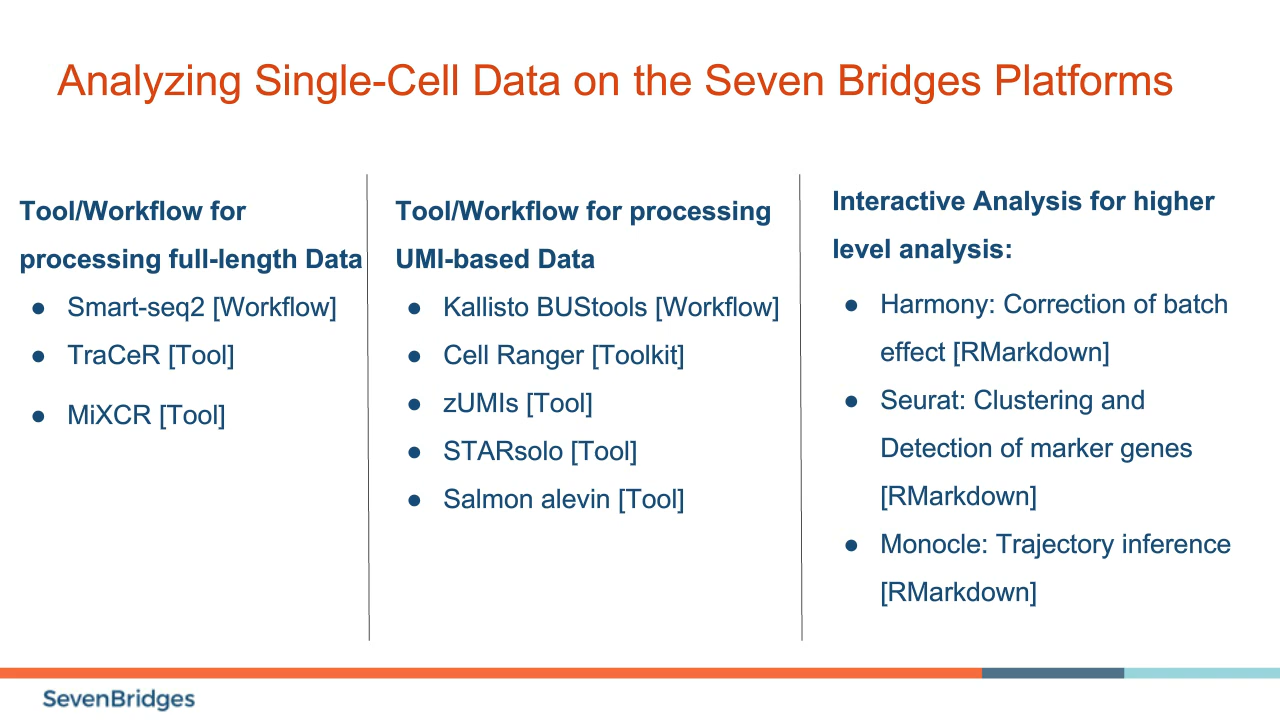 Analyzing Single-Cell Data on the Seven Bridges Platforms
Tool/Workflow for
processing full-length Data
● Smart-seq2 [Workflow]
● TraCeR [Tool]
● MiXCR [Tool]
Tool/Workflow for processing
UMI-based Data
● Kallisto BUStools [Workflow]
● Cell Ranger [Toolkit]
● zUMIs [Tool]
● STARsolo [Tool]
● Salmon alevin [Tool]
Interactive Analysis for higher
level analysis:
● Harmony: Correction of batch
effect [RMarkdown]
● Seurat: Clustering and
Detection of marker genes
[RMarkdown]
● Monocle: Trajectory inference
[RMarkdown]
SevenBridges